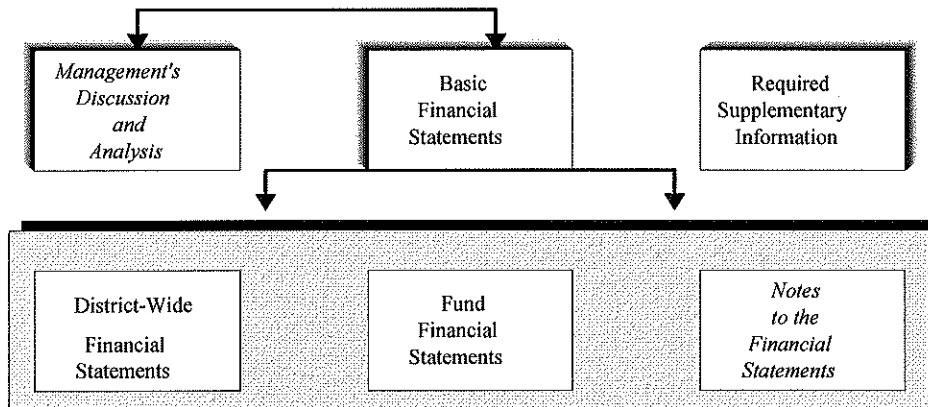 Management's
Discussion
and
Analysis
Basic
Financial
Statements
Required
Supplementary
Information
District-Wide
Financial
Statements
Fund
Financial
Statements
Notes
to the
Financial
Statements